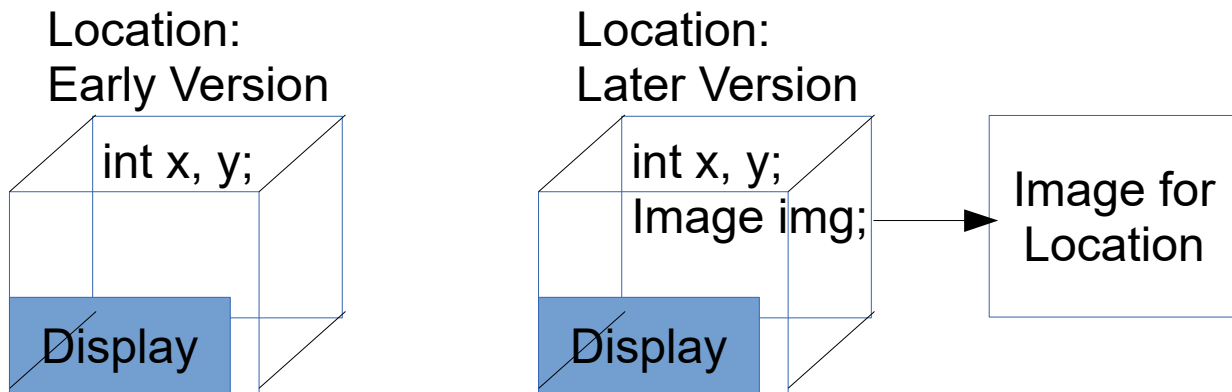 Location:
Early Version
int x, y;
Display
Location:
Later Version
int x, y;
Image img;
Display
Image for
Location